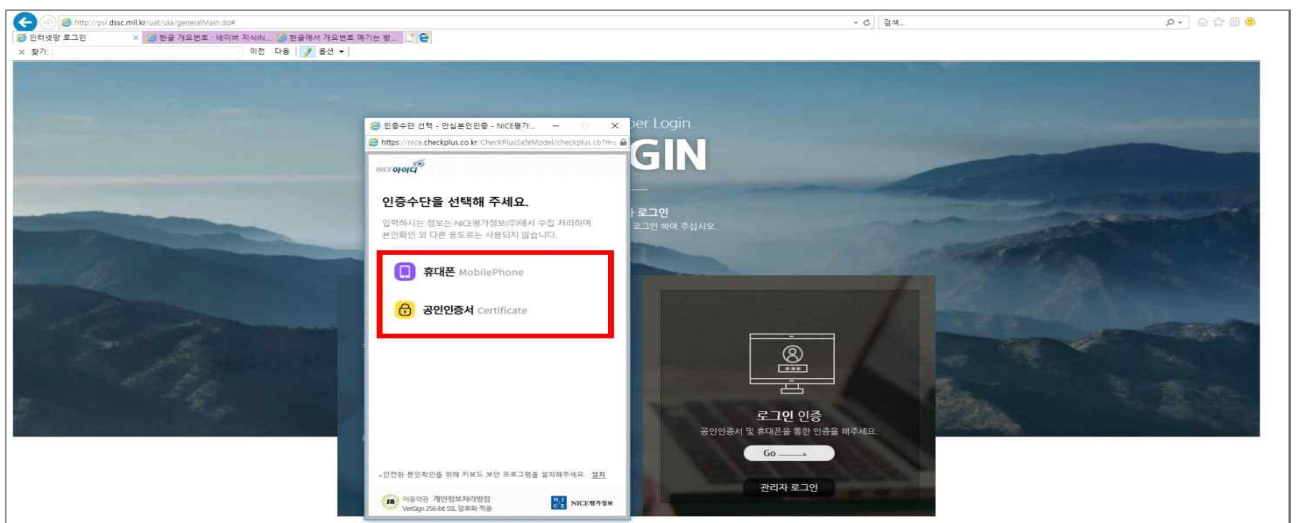 http://psi.dssc.mil.kr/uat/uia/generalMain.do#
검색...
인터넷망 로그인
한글 개요번호 : 네이버 지식iN...
한글에서 개요번호 매기는 방...
찾기:
이전 다음 옵션
인증수단 선택 - 안심본인인증 - NICE평가...
https://nice.checkplus.co.kr/CheckPlusSafeModel/checkplus.cb?m=
ber Login
GIN
NICE 아이디
인증수단을 선택해 주세요.
입력하시는 정보는 NICE평가정보(주)에서 수집 처리하며
본인확인 외 다른 용도로는 사용되지 않습니다.
로그인
로그인 하여 주십시오.
휴대폰 MobilePhone
공인인증서 Certificate
로그인 인증
공인인증서 및 휴대폰을 통한 인증을 해주세요.
Go
관리자 로그인
안전한 본인확인을 위해 키보드 보안 프로그램을 설치해주세요. 설치
이용약관 개인정보처리방침
VeriSign 256-bit SSL 암호화 적용
NICE NICE평가정보